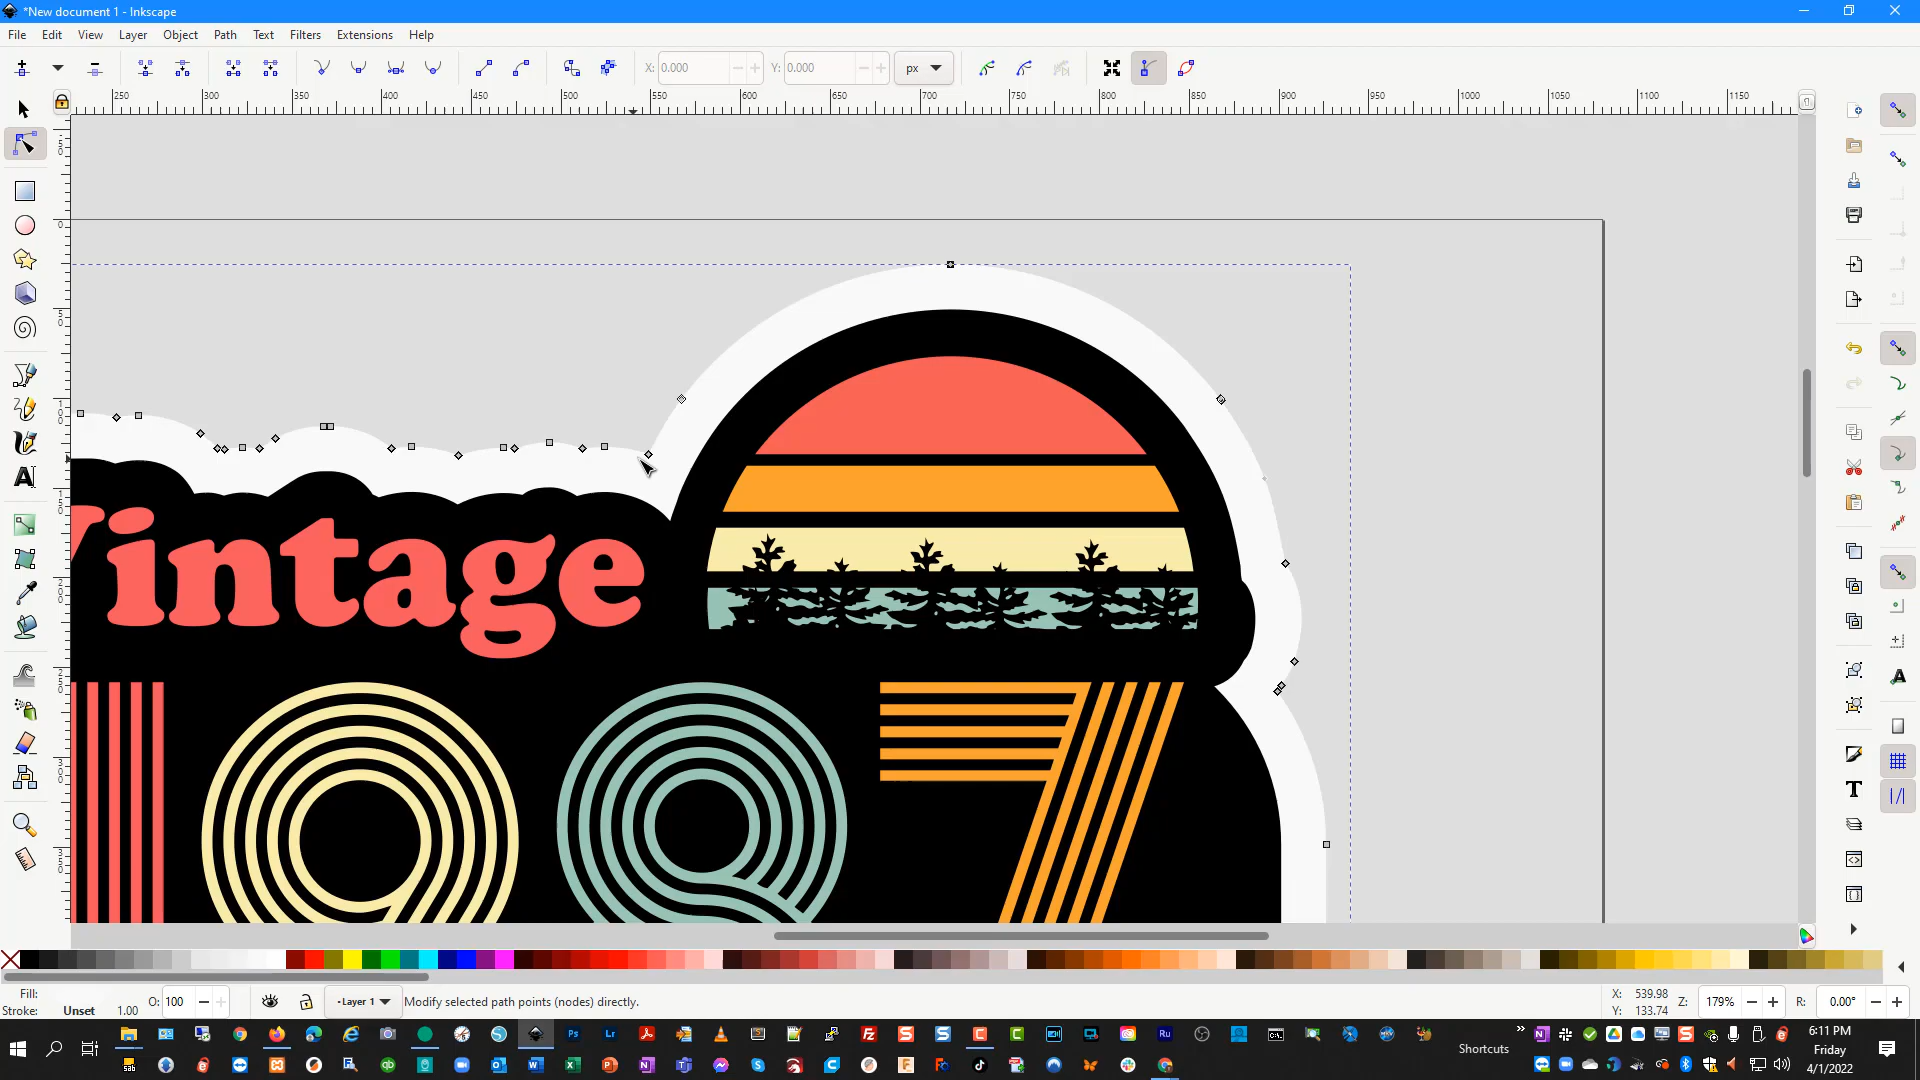 *New document 1 - Inkscape
File Edit View Layer Object Path Text Filters Extensions Help
X: 0.000 Y: 0.000 px
250 300 350 400 450 500 550 600 650 700 750 800 850 900 950 1000 1050 1100 1150
Vintage
1997
Fill:
Stroke: Unset 1.00
O: 100
Layer 1
Modify selected path points (nodes) directly.
X: 539.98
Y: 133.74
Z: 179%
R: 0.00°
Shortcuts
6:11 PM
Friday
4/1/2022